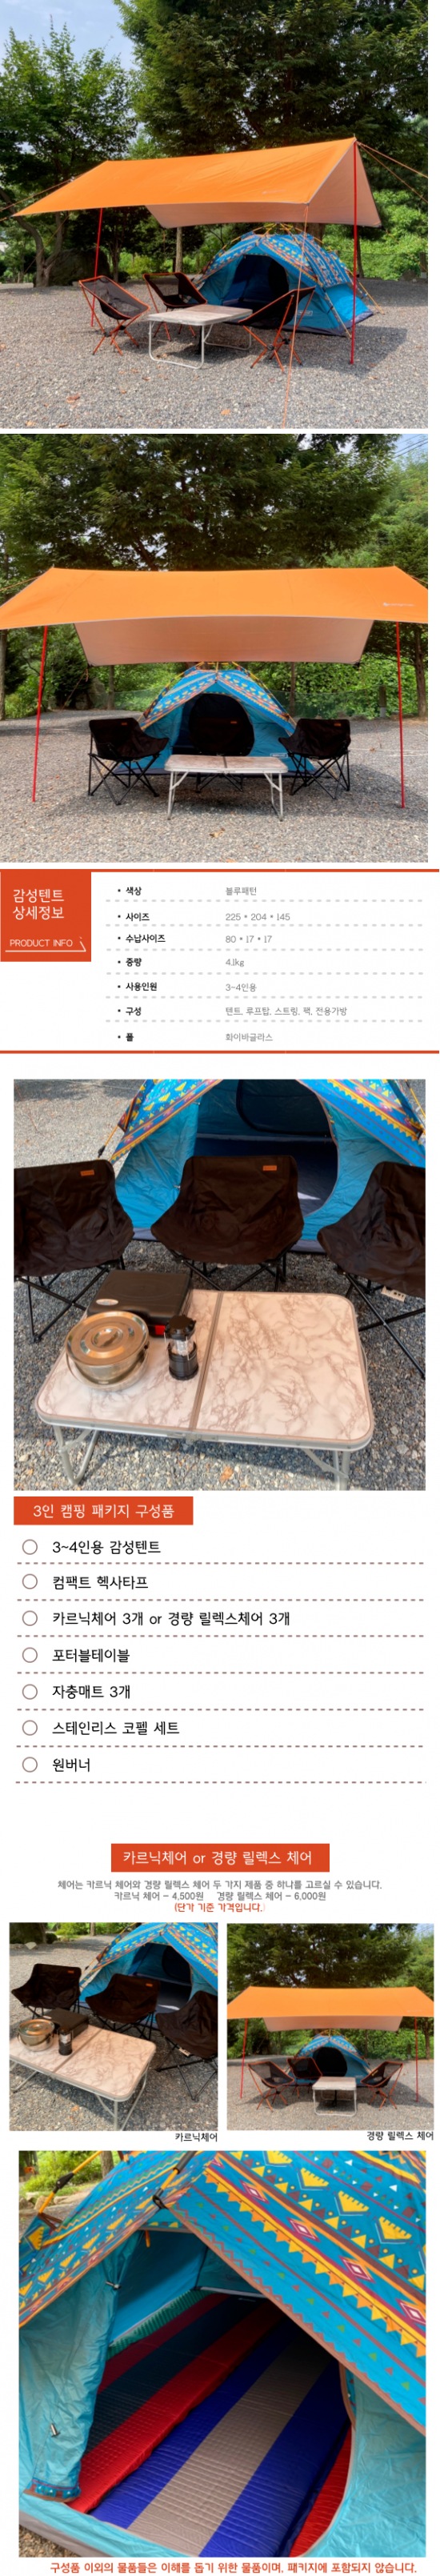 감성텐트
상세정보
PRODUCT INFO
• 색상 블루패턴
• 사이즈 225 * 204 * 145
• 수납사이즈 80 * 17 * 17
• 중량 4.1kg
• 사용인원 3-4인용
• 구성 텐트, 루프탑, 스트링, 팩, 전용가방
• 폴 화이바글라스
3인 캠핑 패키지 구성품
3~4인용 감성텐트
컴팩트 헥사타프
카르닉체어 3개 or 경량 릴렉스체어 3개
포터블테이블
자충매트 3개
스테인리스 코펠 세트
원버너
카르닉체어 or 경량 릴렉스 체어
체어는 카르닉 체어와 경량 릴렉스 체어 두 가지 제품 중 하나를 고르실 수 있습니다.
카르닉 체어 - 4,500원 경량 릴렉스 체어 - 6,000원
(단가 기준 가격입니다.)
카르닉체어
경량 릴렉스 체어
구성품 이외의 물품들은 이해를 돕기 위한 물품이며, 패키지에 포함되지 않습니다.